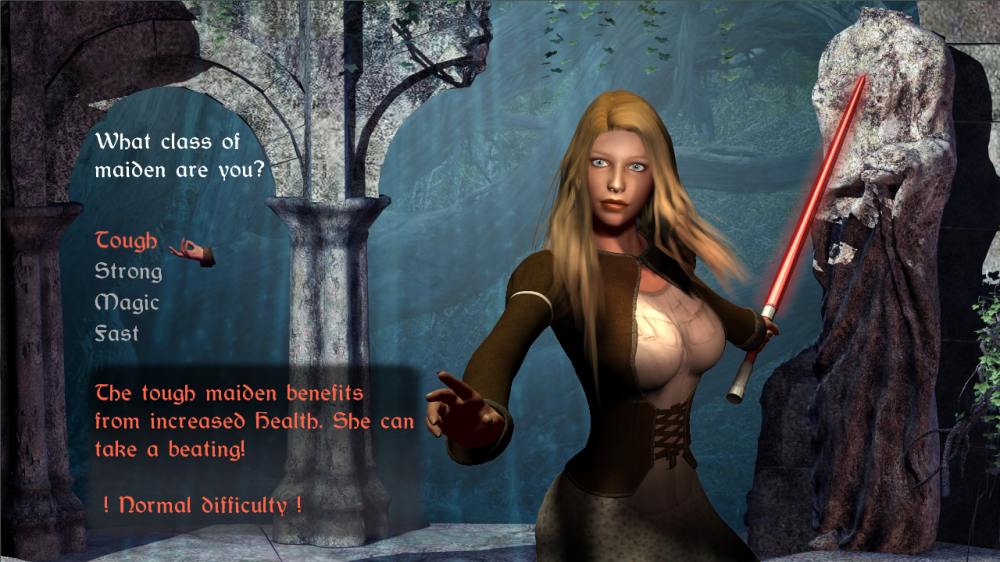 What class of
maiden are you?
Tough
Strong
Magic
Fast
The tough maiden benefits
from increased Health. She can
take a beating!
! Normal difficulty !